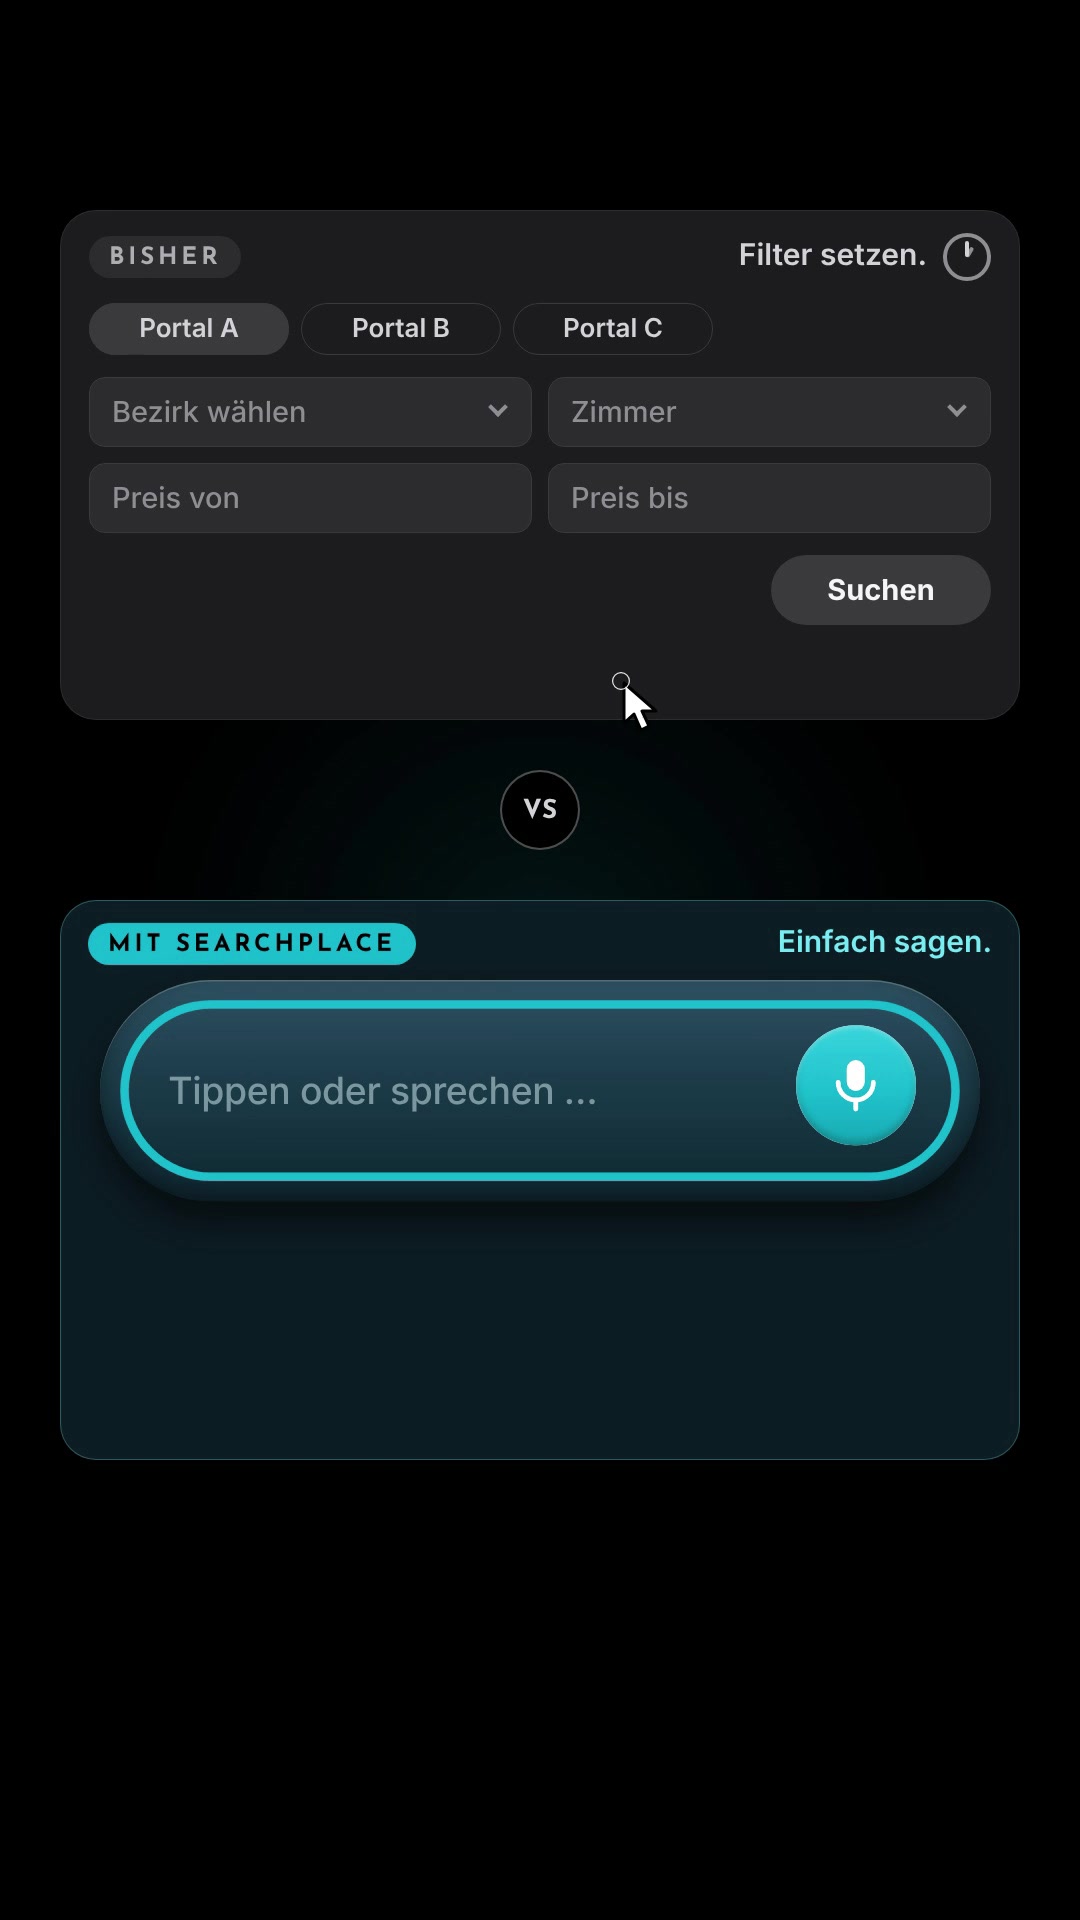 BISHER
Filter setzen.
Portal A
Portal B
Portal C
Bezirk wählen
Zimmer
Preis von
Preis bis
Suchen
VS
MIT SEARCHPLACE
Einfach sagen.
Tippen oder sprechen ...